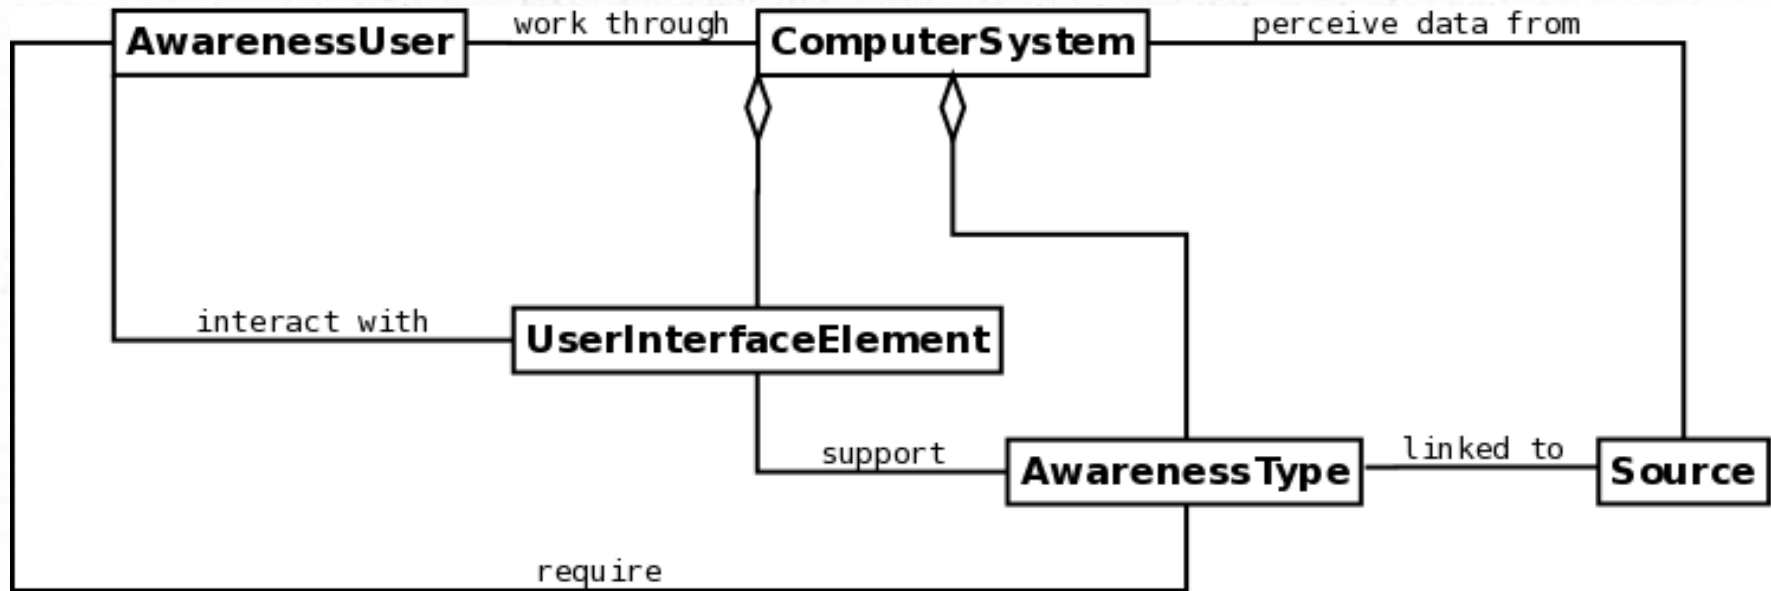 AwarenessUser
work through
ComputerSystem
perceive data from
interact with
UserInterfaceElement
support
AwarenessType
linked to
Source
require